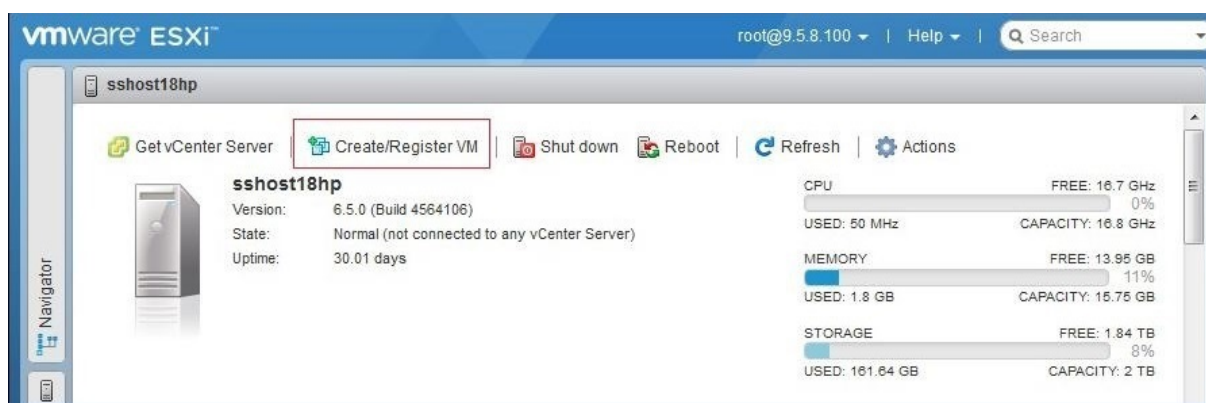 vmware ESXi™
root@9.5.8.100 | Help | Search
sshost18hp
Get vCenter Server | Create/Register VM | Shut down Reboot | Refresh | Actions
sshost18hp
Version: 6.5.0 (Build 4564106)
State: Normal (not connected to any vCenter Server)
Uptime: 30.01 days
CPU FREE: 16.7 GHz
0%
USED: 50 MHz CAPACITY: 16.8 GHz
MEMORY FREE: 13.95 GB
11%
USED: 1.8 GB CAPACITY: 15.75 GB
STORAGE FREE: 1.84 TB
8%
USED: 161.64 GB CAPACITY: 2 TB
Navigator